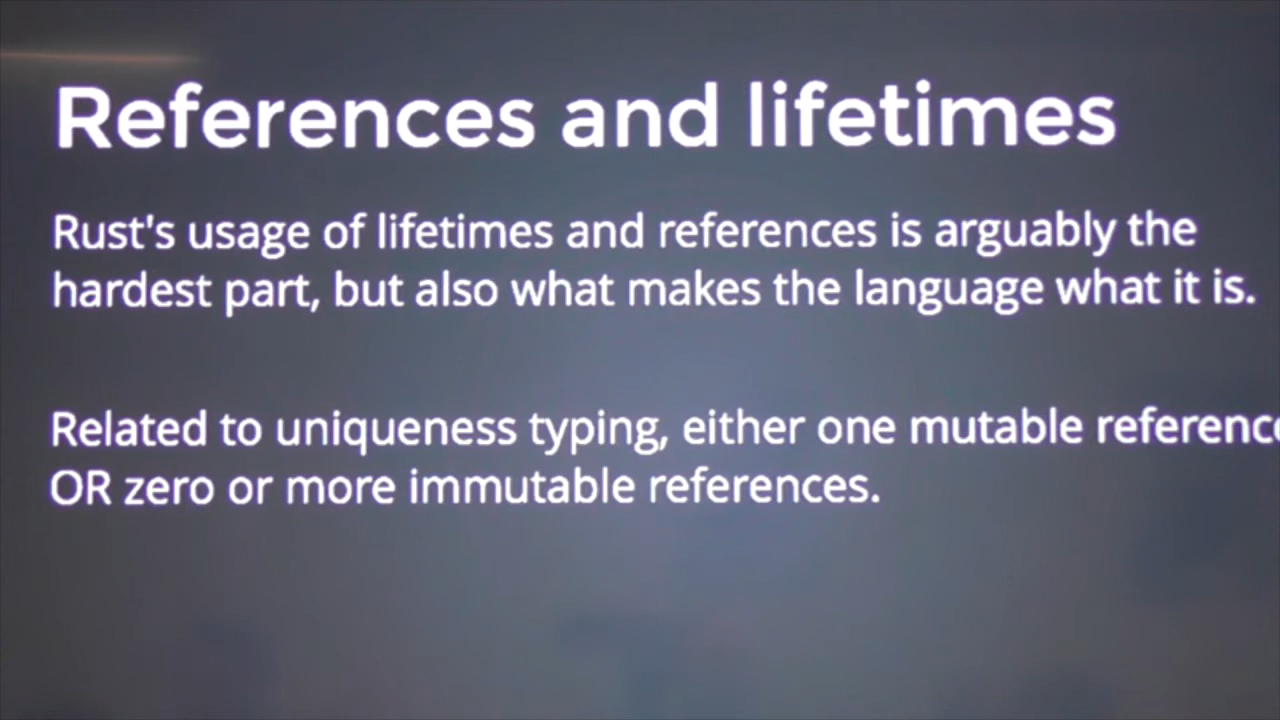 References and lifetimes
Rust's usage of lifetimes and references is arguably the
hardest part, but also what makes the language what it is.
Related to uniqueness typing, either one mutable referenc
OR zero or more immutable references.